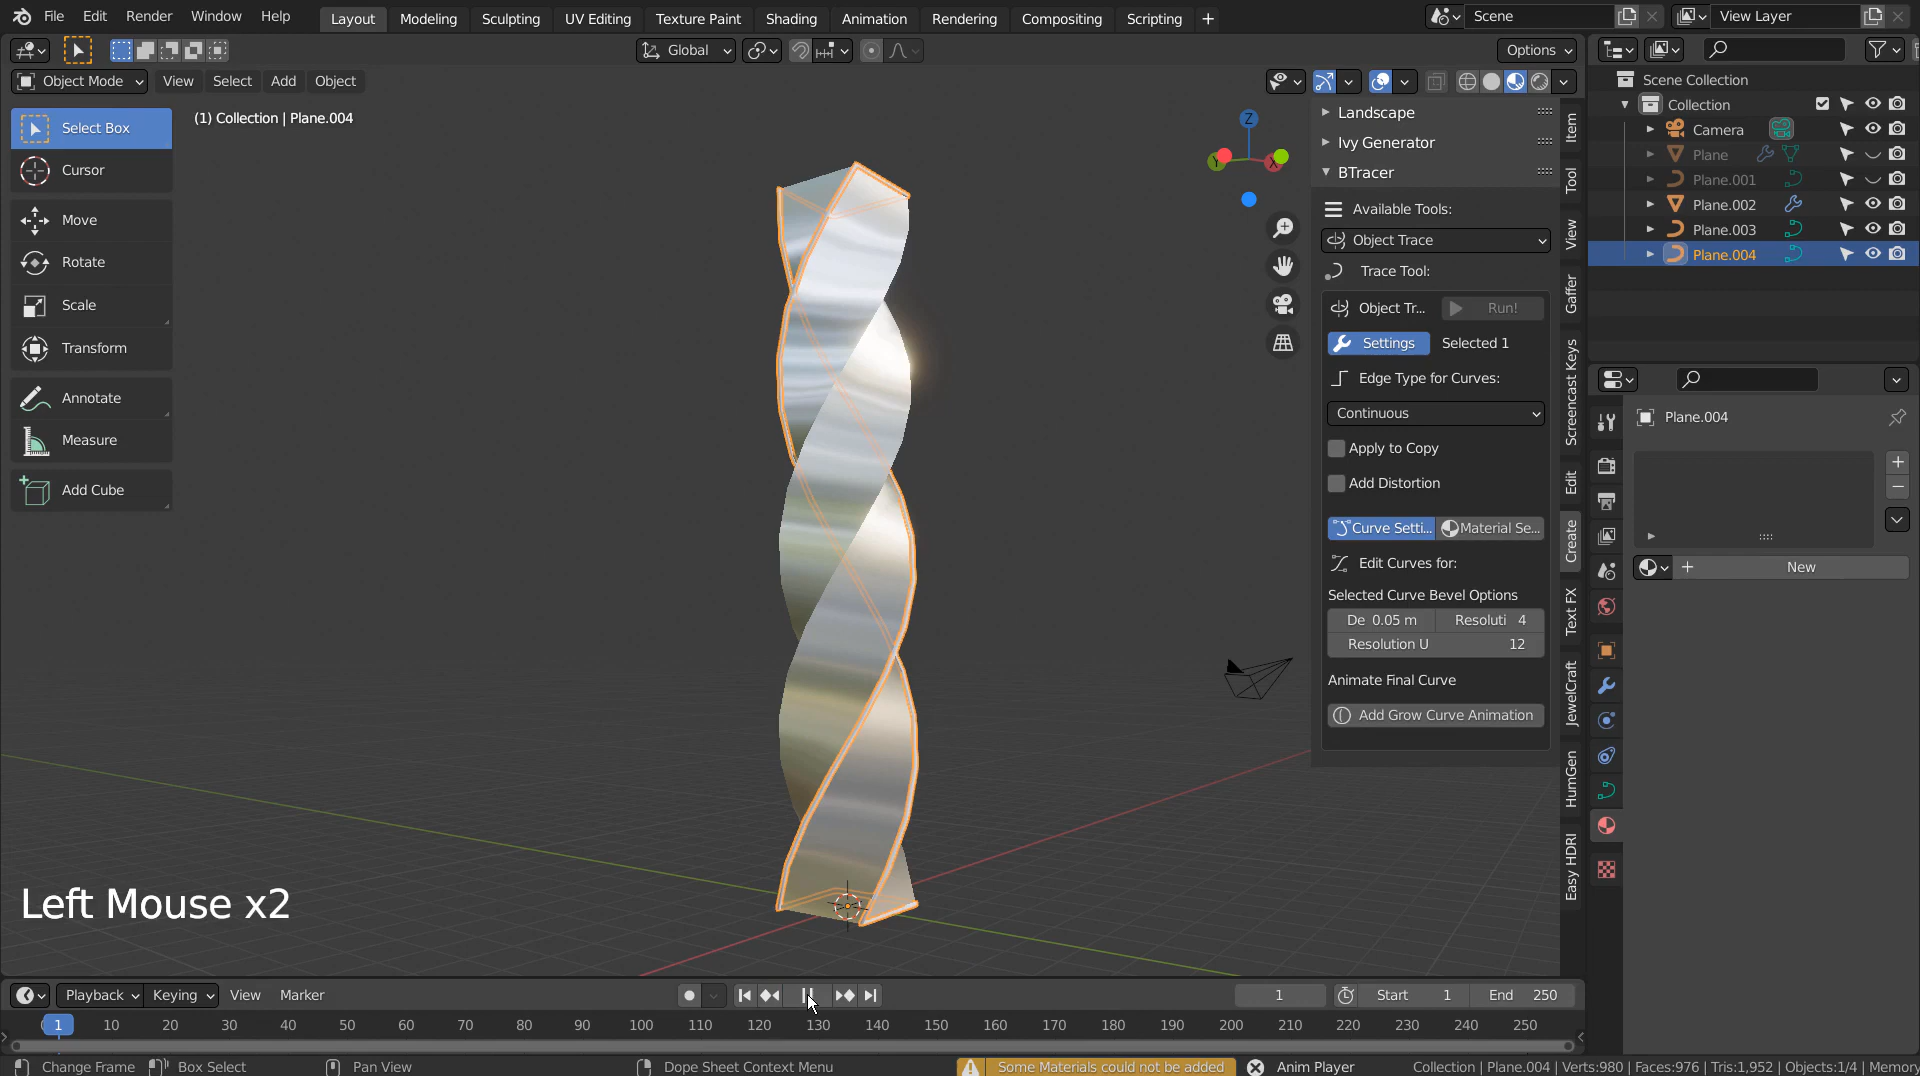 File Edit Render Window Help Layout Modeling Sculpting UV Editing Texture Paint Shading Animation Rendering Compositing Scripting + Scene View Layer
Global Options
Object Mode View Select Add Object
Select Box
Cursor
Move
Rotate
Scale
Transform
Annotate
Measure
Add Cube
(1) Collection | Plane.004
Z
Y
X
Landscape
Ivy Generator
BTracer
Available Tools:
Object Trace
Trace Tool:
Object Tr... Run!
Settings Selected 1
Edge Type for Curves:
Continuous
Apply to Copy
Add Distortion
Curve Setti... Material Se...
Edit Curves for:
Selected Curve Bevel Options
De 0.05 m Resoluti 4
Resolution U 12
Animate Final Curve
Add Grow Curve Animation
Item
Tool
View
Gaffer
Screencast Keys
Edit
Create
Text FX
JewelCraft
HumGen
Easy HDRI
Scene Collection
Collection
Camera
Plane
Plane.001
Plane.002
Plane.003
Plane.004
Plane.004
New
Left Mouse x2
Playback Keying View Marker 1 Start 1 End 250
1 10 20 30 40 50 60 70 80 90 100 110 120 130 140 150 160 170 180 190 200 210 220 230 240 250
Change Frame Box Select Pan View Dope Sheet Context Menu Some Materials could not be added Anim Player Collection | Plane.004 | Verts:980 | Faces:976 | Tris:1,952 | Objects:1/4 | Memory